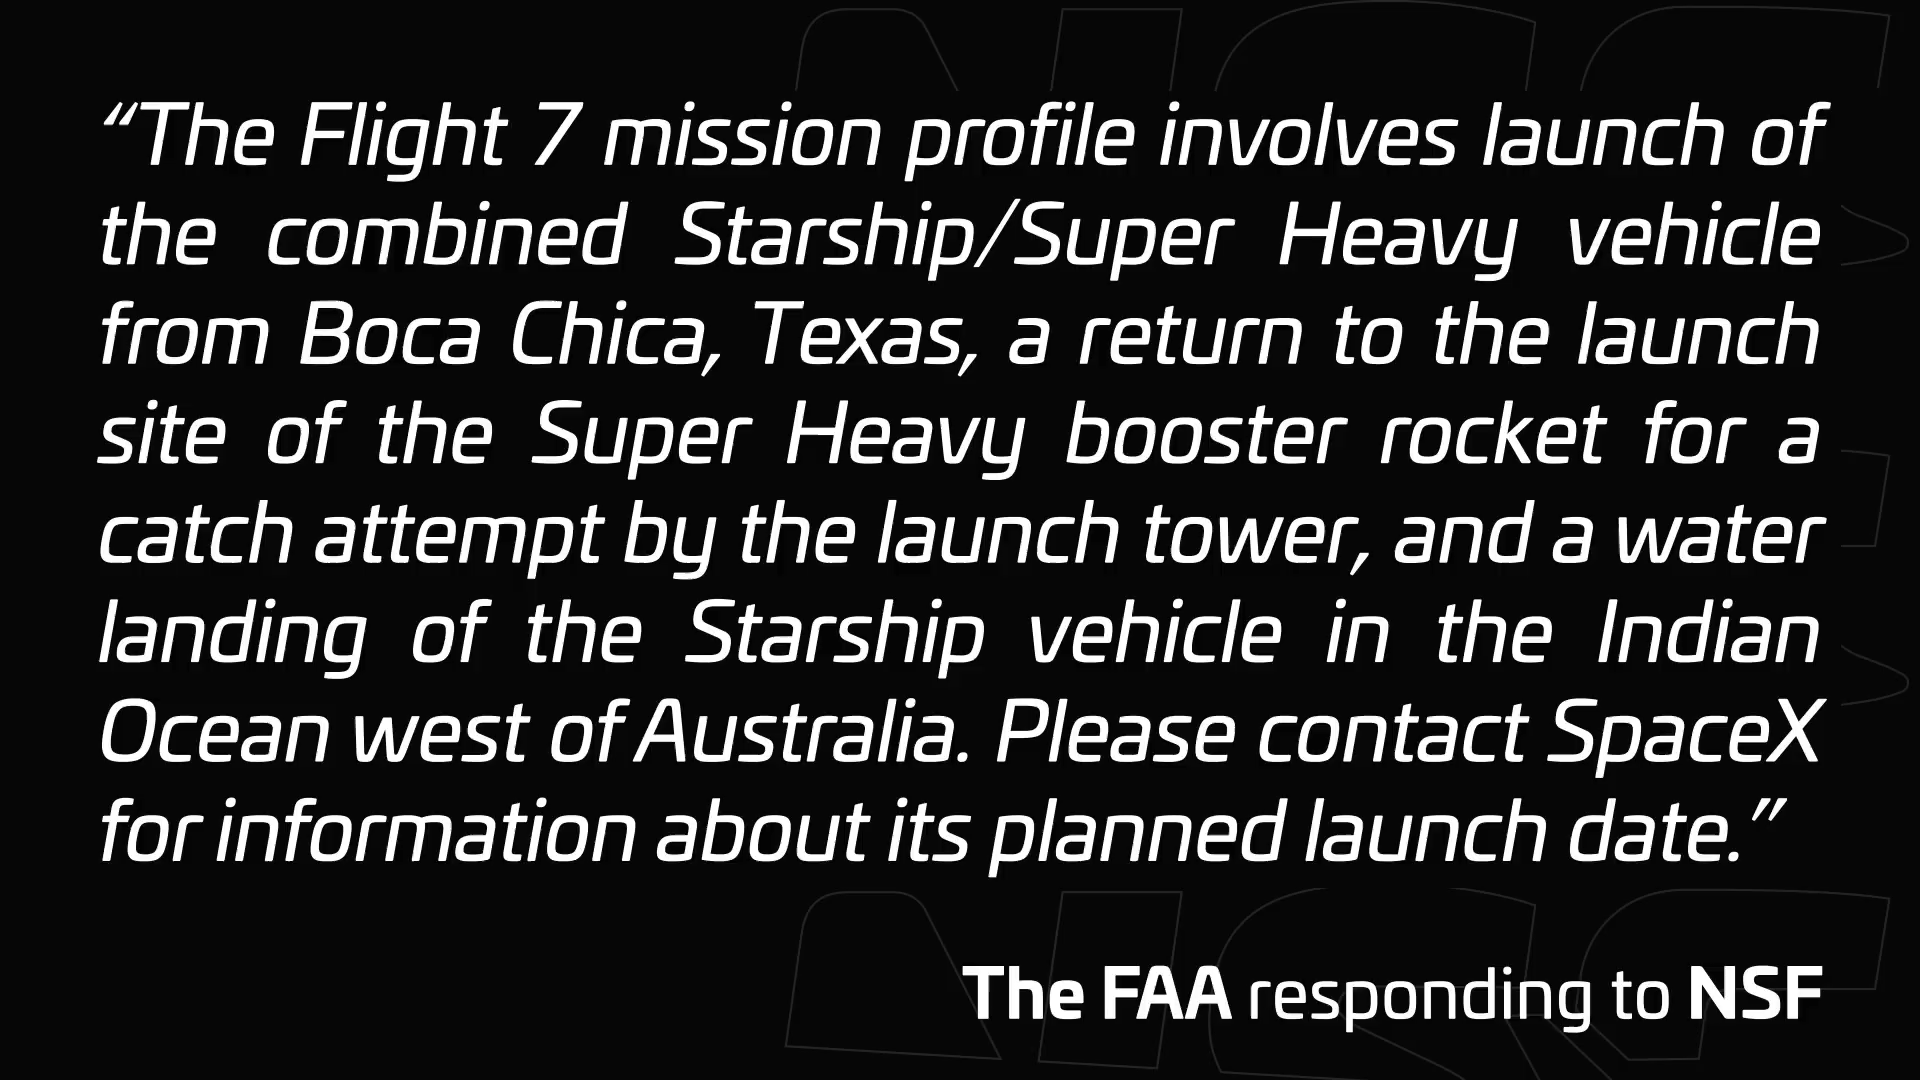 “The Flight 7 mission profile involves launch of
the combined Starship/Super Heavy vehicle
from Boca Chica, Texas, a return to the launch
site of the Super Heavy booster rocket for a
catch attempt by the launch tower, and a water
landing of the Starship vehicle in the Indian
Ocean west of Australia. Please contact SpaceX
for information about its planned launch date.”
The FAA responding to NSF